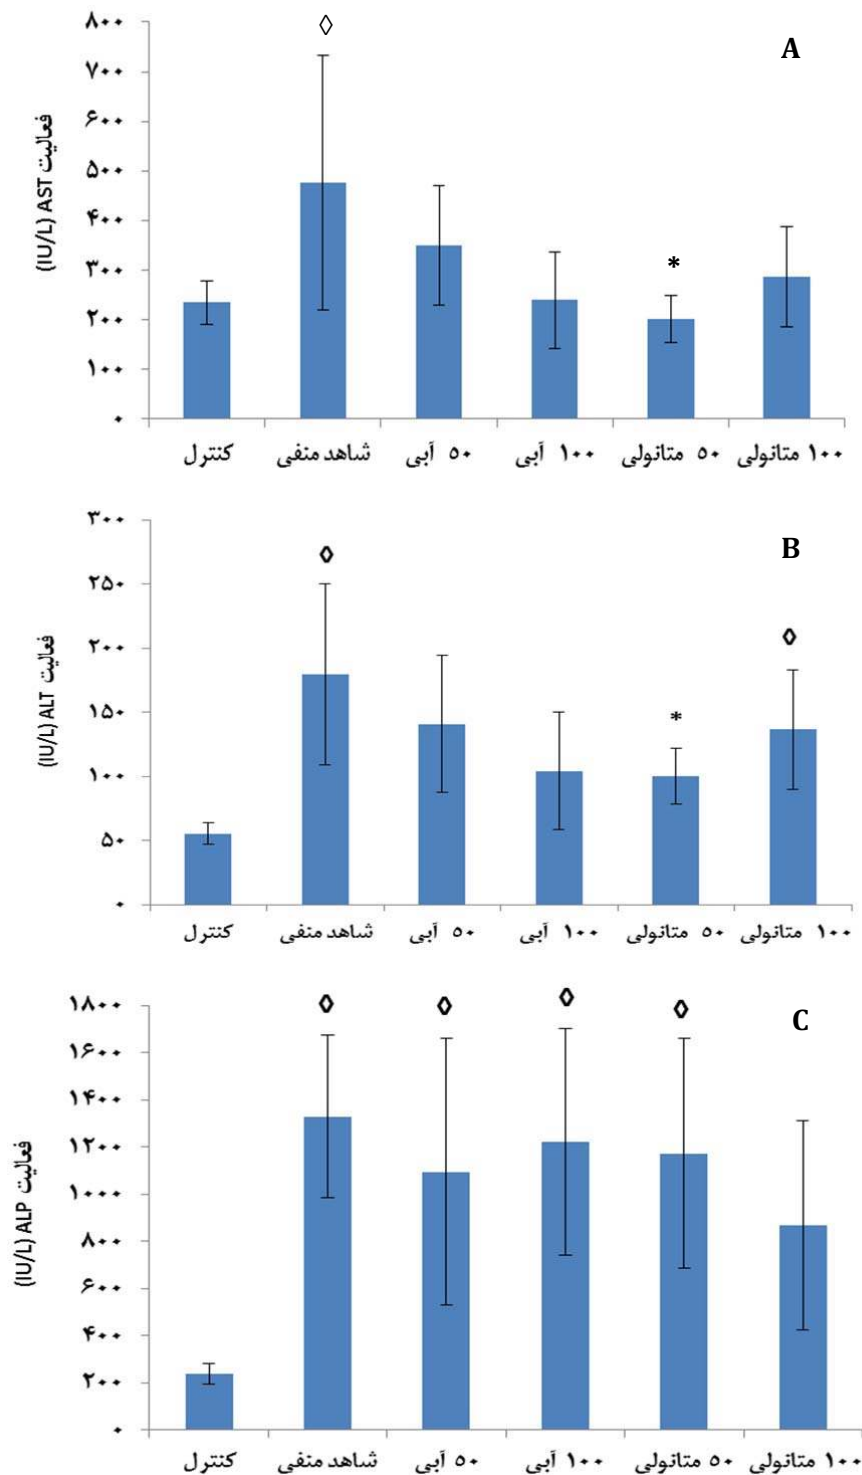 A
◊
*
فعالیت AST (IU/L)
۸۰۰
۷۰۰
۶۰۰
۵۰۰
۴۰۰
۳۰۰
۲۰۰
۱۰۰
۰
کنترل
شاهد منفی
۵۰ آبی
۱۰۰ آبی
۵۰ متانولی
۱۰۰ متانولی
B
◊
*
◊
فعالیت ALT (IU/L)
۳۰۰
۲۵۰
۲۰۰
۱۵۰
۱۰۰
۵۰
۰
کنترل
شاهد منفی
۵۰ آبی
۱۰۰ آبی
۵۰ متانولی
۱۰۰ متانولی
C
◊
◊
◊
◊
فعالیت ALP (IU/L)
۱۸۰۰
۱۶۰۰
۱۴۰۰
۱۲۰۰
۱۰۰۰
۸۰۰
۶۰۰
۴۰۰
۲۰۰
۰
کنترل
شاهد منفی
۵۰ آبی
۱۰۰ آبی
۵۰ متانولی
۱۰۰ متانولی